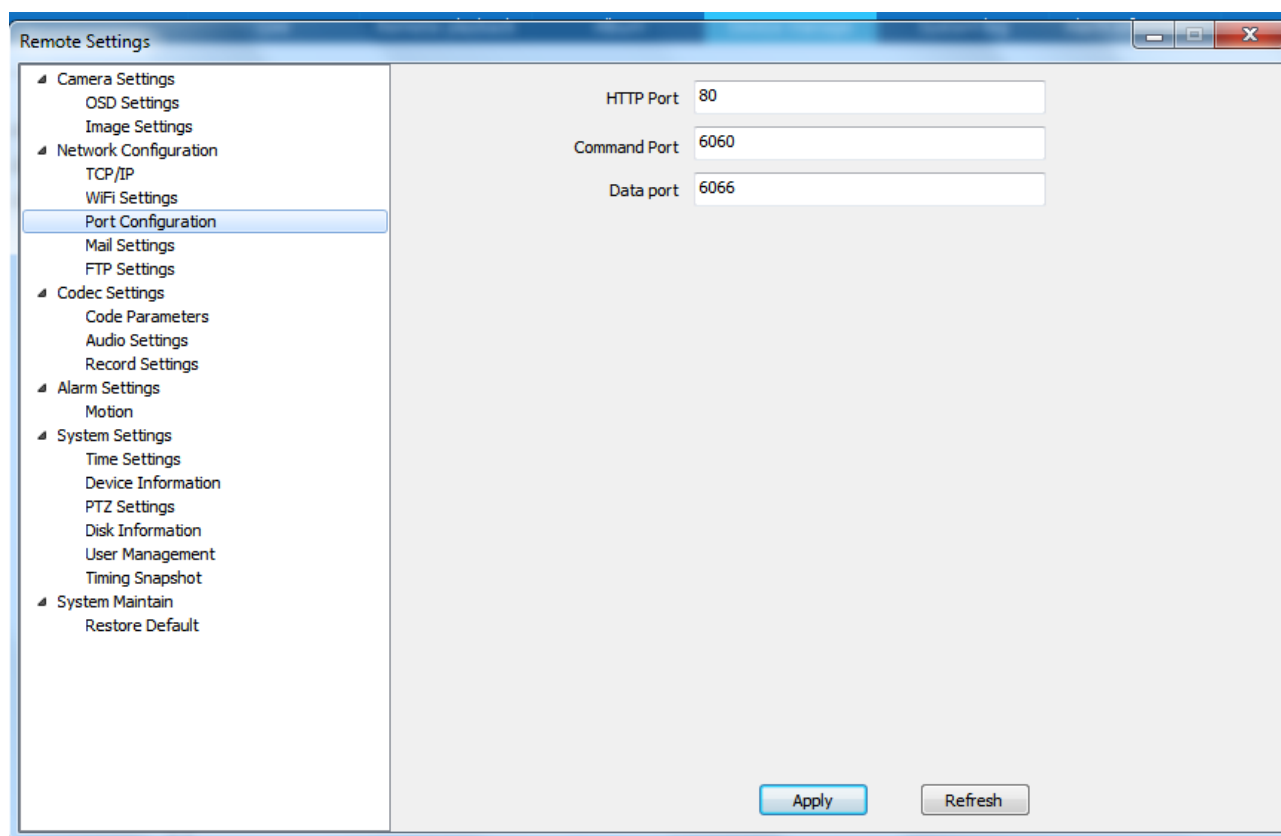 Remote Settings
Camera Settings
OSD Settings
Image Settings
Network Configuration
TCP/IP
WiFi Settings
Port Configuration
Mail Settings
FTP Settings
Codec Settings
Code Parameters
Audio Settings
Record Settings
Alarm Settings
Motion
System Settings
Time Settings
Device Information
PTZ Settings
Disk Information
User Management
Timing Snapshot
System Maintain
Restore Default
HTTP Port 80
Command Port 6060
Data port 6066
Apply Refresh